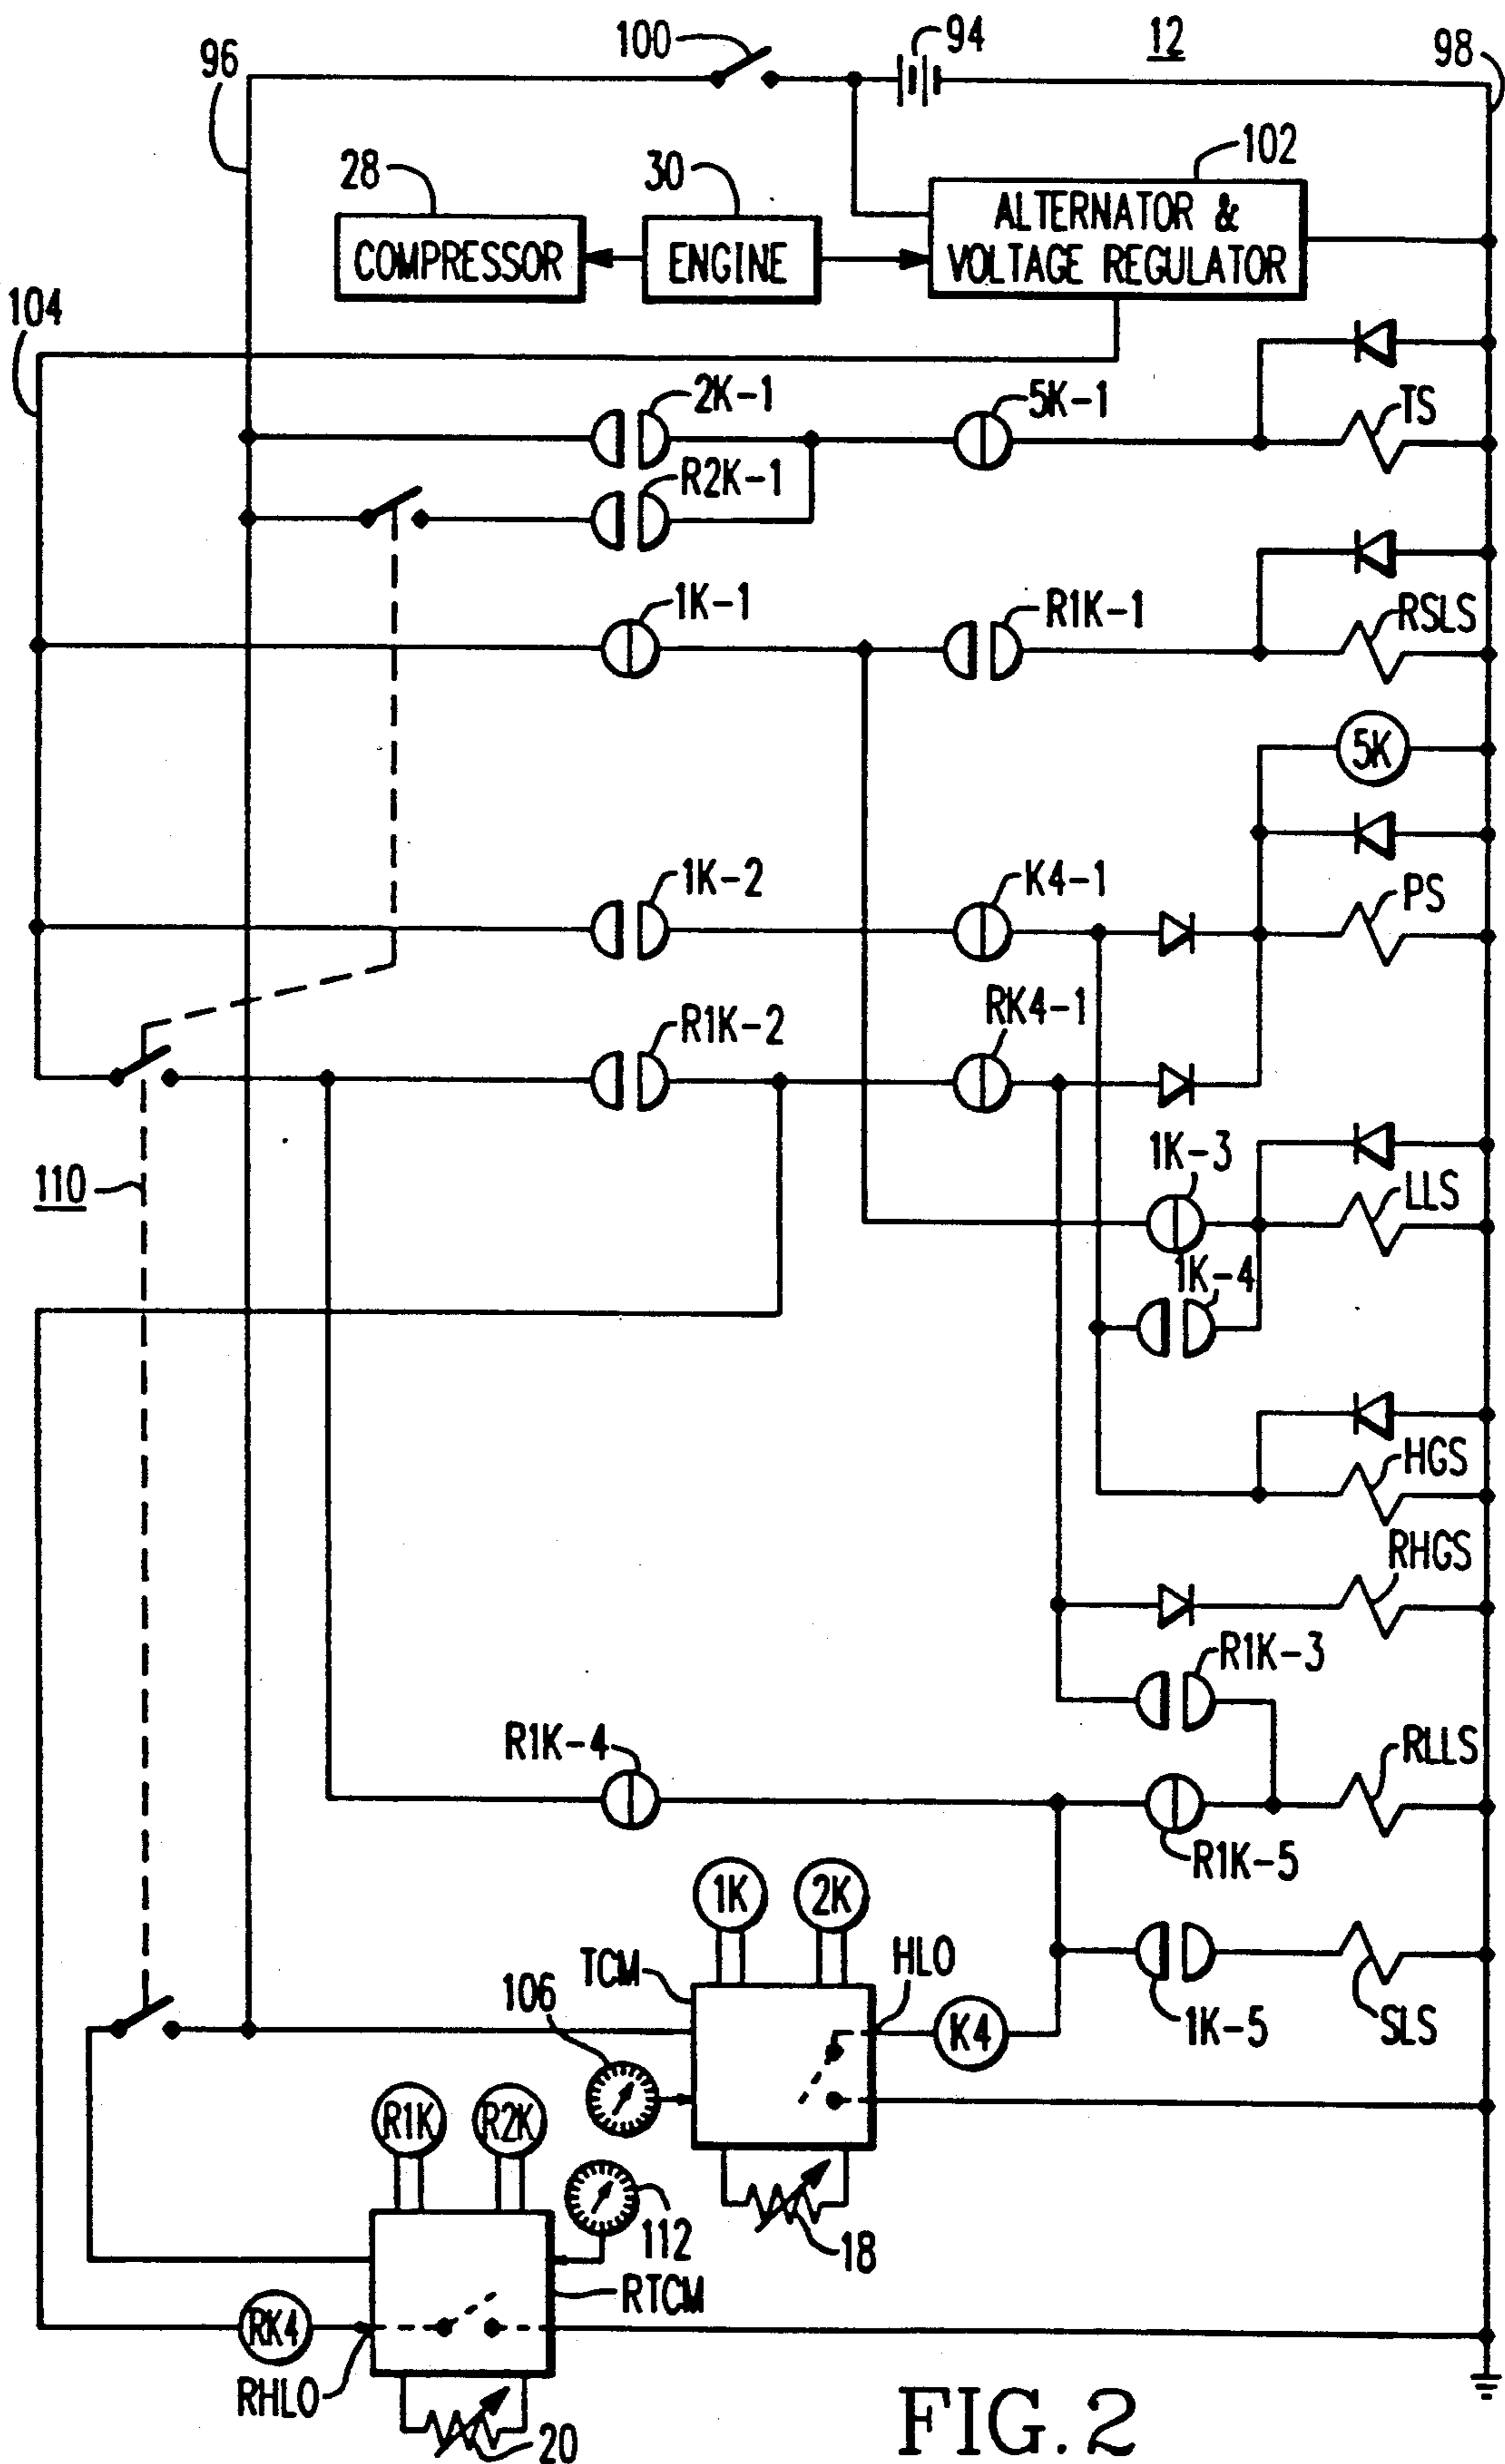 100
94
12
96
98
28
30
102
COMPRESSOR
ENGINE
ALTERNATOR &
VOLTAGE REGULATOR
104
2K-1
5K-1
TS
R2K-1
1K-1
R1K-1
RSLS
5K
1K-2
K4-1
PS
R1K-2
RK4-1
110
1K-3
LLS
1K-4
HGS
RHGS
R1K-3
R1K-4
RLLS
R1K-5
1K
2K
TCM
HLO
106
K4
1K-5
SLS
R1K
R2K
112
18
RTCM
RK4
RHLO
20
FIG. 2